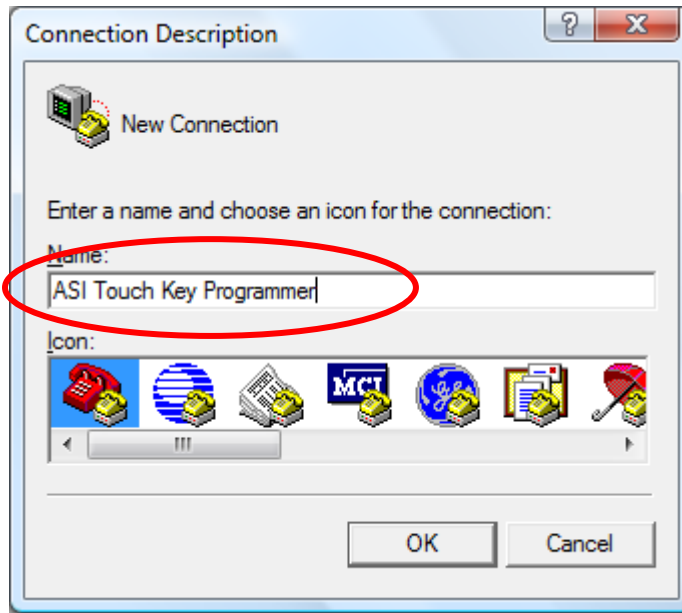 Connection Description
New Connection
Enter a name and choose an icon for the connection:
Name:
ASI Touch Key Programmer
Icon:
MCI
OK Cancel